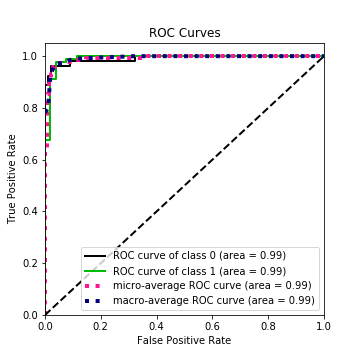 ROC Curves
True Positive Rate
1.0
0.8
0.6
0.4
0.2
0.0
ROC curve of class 0 (area = 0.99)
ROC curve of class 1 (area = 0.99)
micro-average ROC curve (area = 0.99)
macro-average ROC curve (area = 0.99)
0.0 0.2 0.4 0.6 0.8 1.0
False Positive Rate